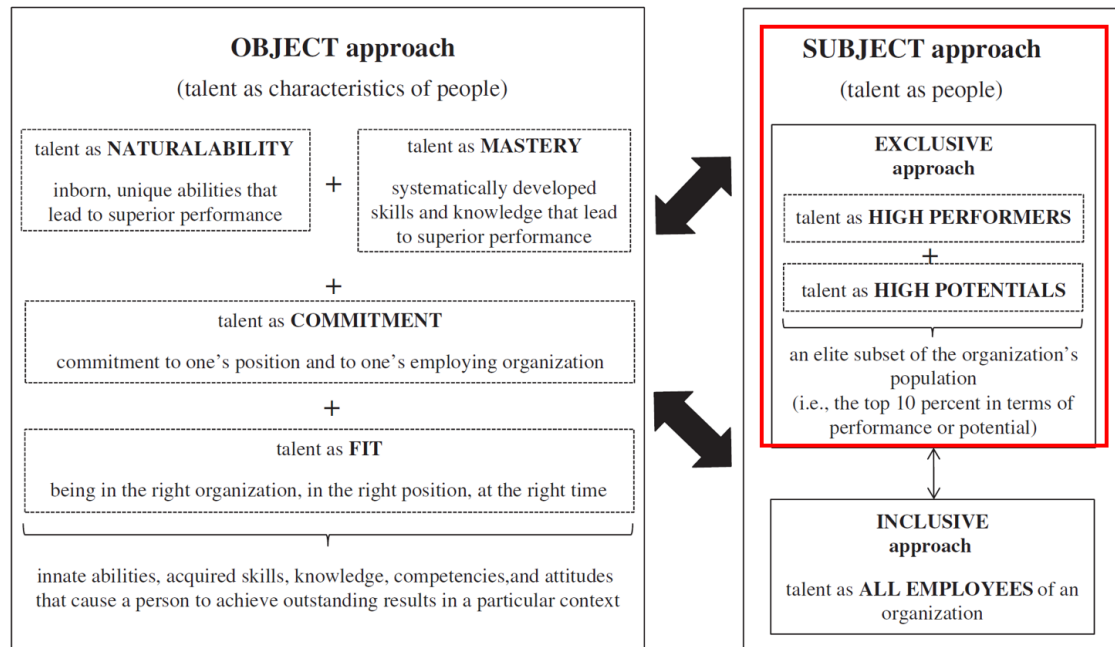 OBJECT approach
(talent as characteristics of people)
talent as NATURALABILITY
inborn, unique abilities that
lead to superior performance
+
talent as MASTERY
systematically developed
skills and knowledge that lead
to superior performance
+
talent as COMMITMENT
commitment to one's position and to one's employing organization
+
talent as FIT
being in the right organization, in the right position, at the right time
innate abilities, acquired skills, knowledge, competencies,and attitudes
that cause a person to achieve outstanding results in a particular context
SUBJECT approach
(talent as people)
EXCLUSIVE
approach
talent as HIGH PERFORMERS
+
talent as HIGH POTENTIALS
an elite subset of the organization's
population
(i.e., the top 10 percent in terms of
performance or potential)
INCLUSIVE
approach
talent as ALL EMPLOYEES of an
organization